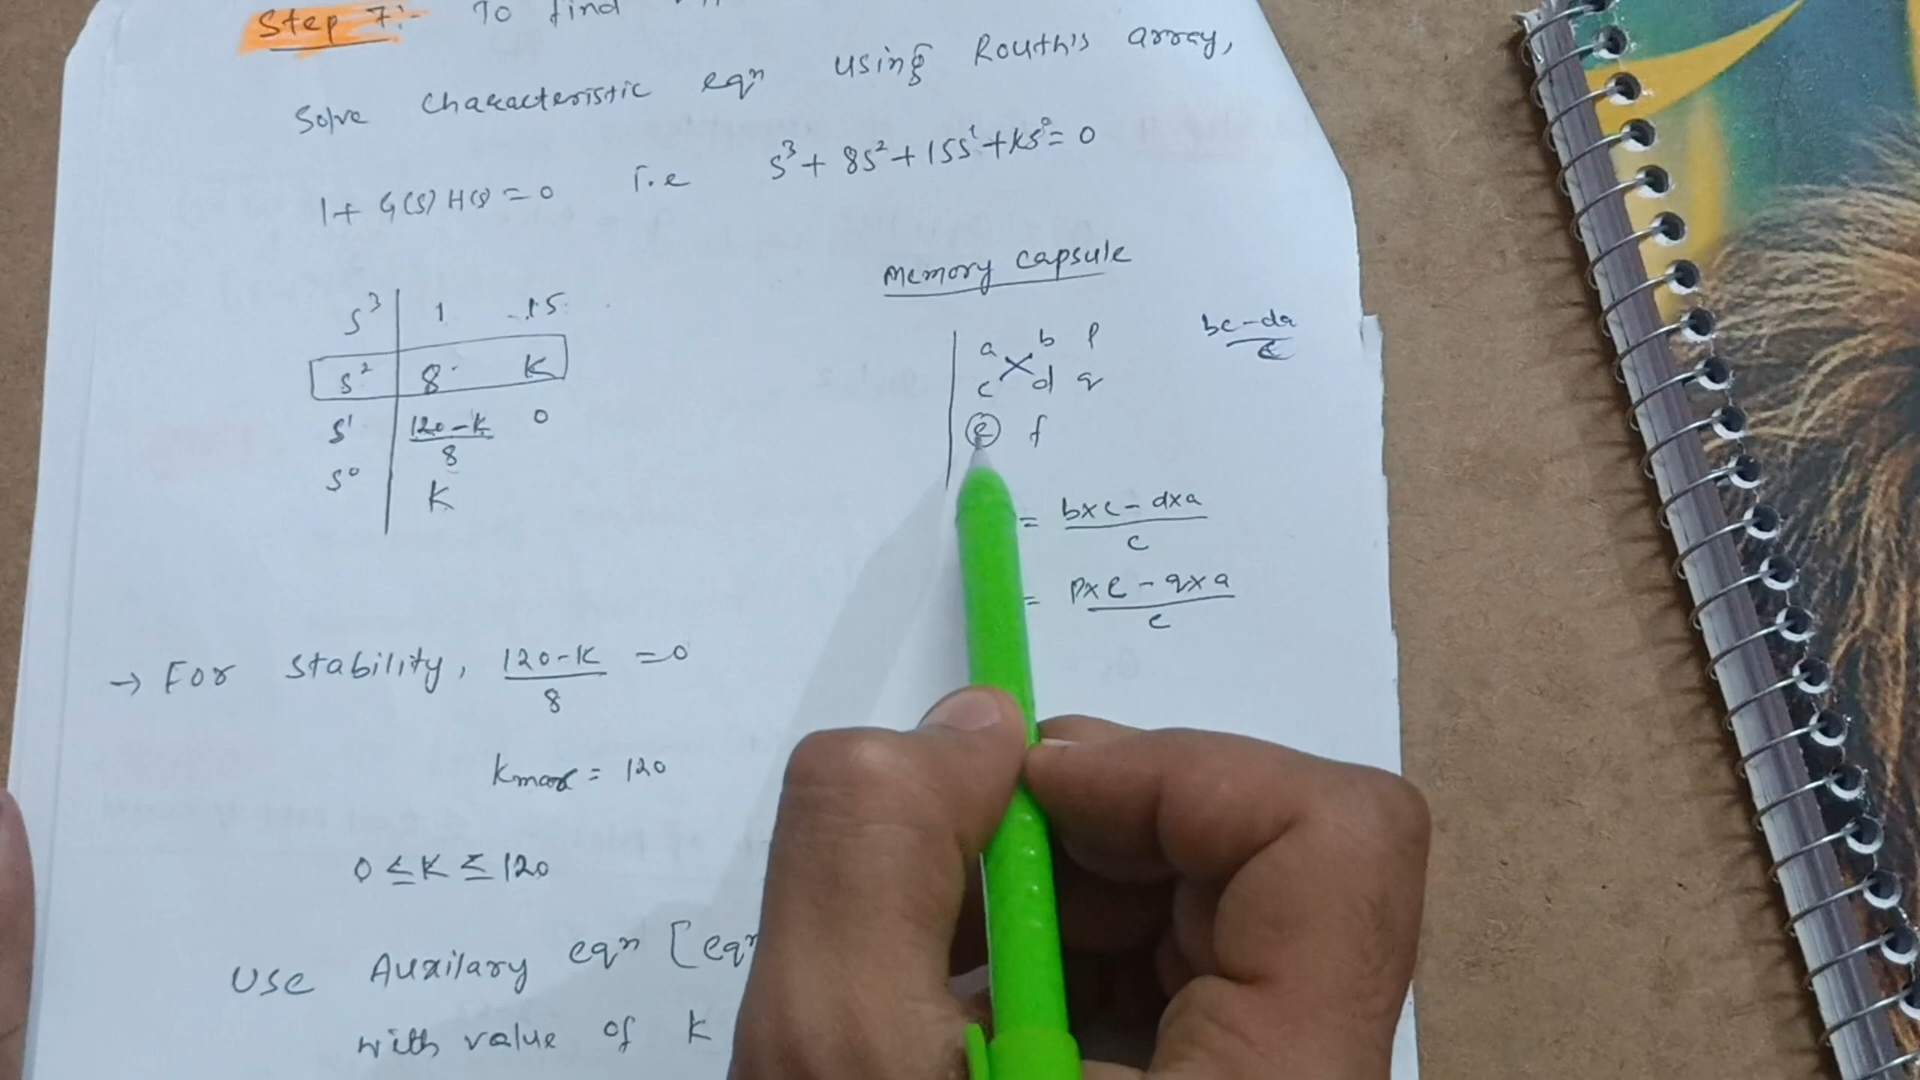 Step 7:- To find
Solve characteristic eqⁿ using Routh's array,
1 + G(s) H(s) = 0 i.e s³ + 8s² + 15s¹ + ks⁰ = 0
Memory capsule
s³ 1 15
s² 8 K
s¹ 120-k/8 0
s⁰ K
a b p
c d q
e f
bc-da/c
= bxc - dxa/c
= pxc - qxa/c
→ For stability, 120-K/8 = 0
Kmax = 120
0 ≤ K ≤ 120
Use Auxilary eqⁿ [eqⁿ
with value of k